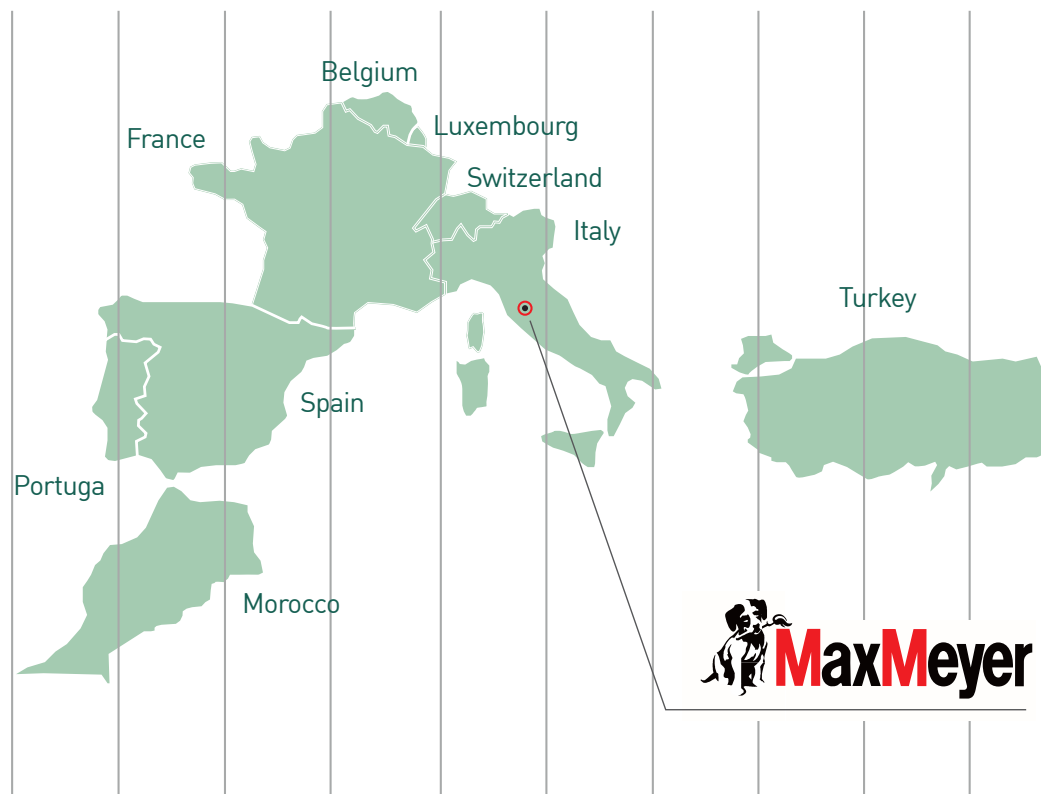 Belgium
Luxembourg
France
Switzerland
Italy
Turkey
Spain
Portuga
Morocco
MaxMeyer